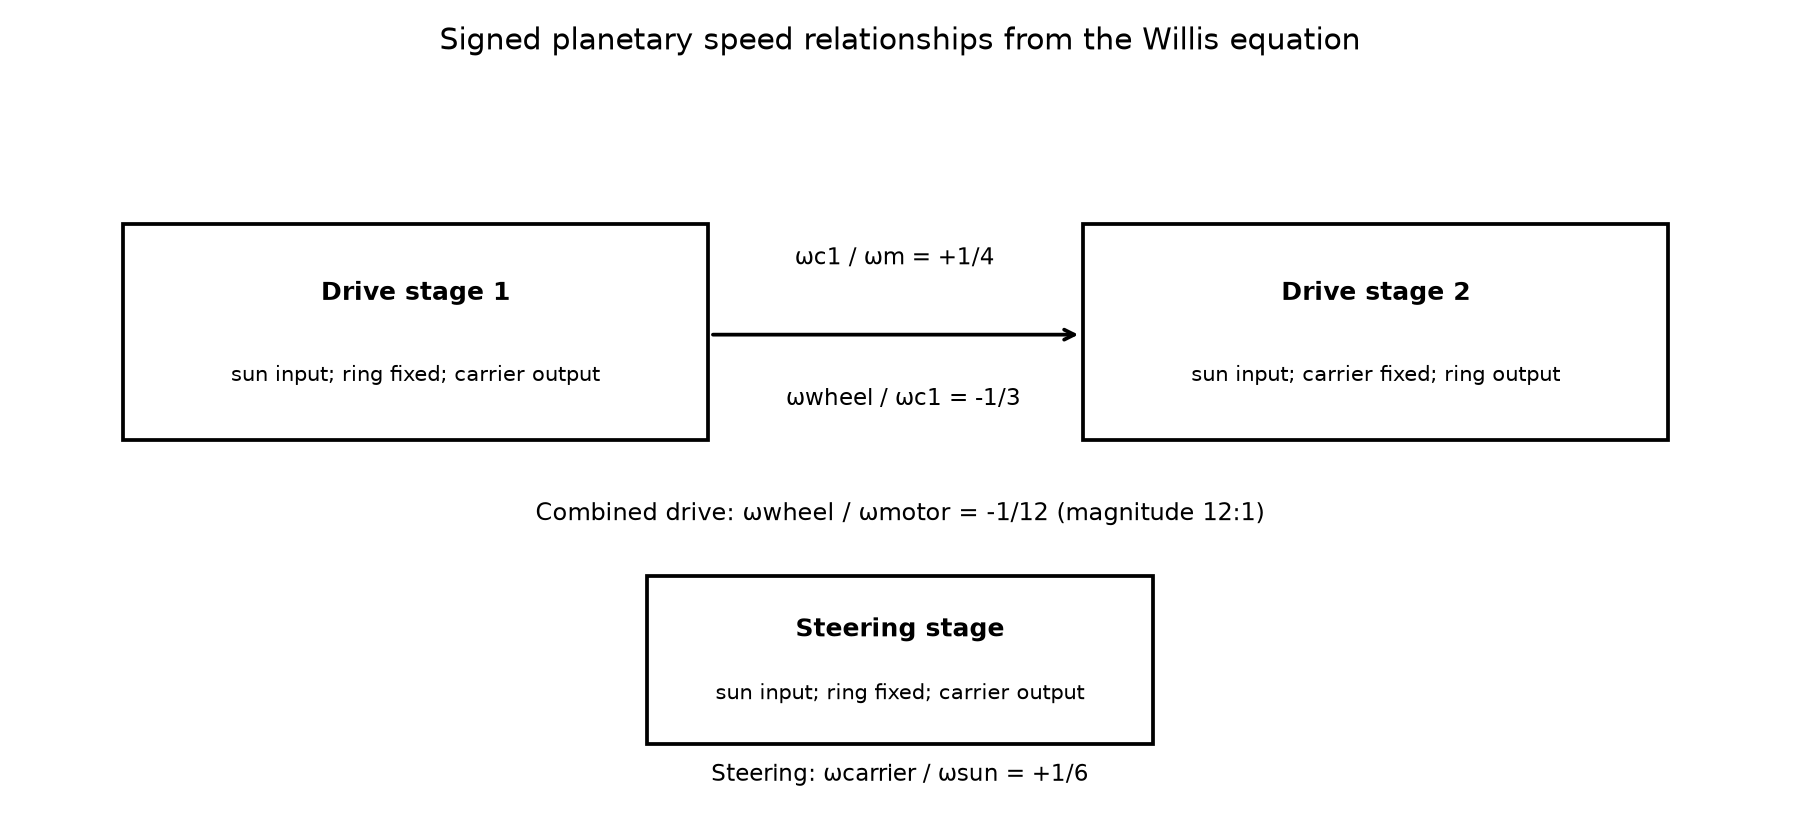 Signed planetary speed relationships from the Willis equation
Drive stage 1
sun input; ring fixed; carrier output
ωc1 / ωm = +1/4
ωwheel / ωc1 = -1/3
Drive stage 2
sun input; carrier fixed; ring output
Combined drive: ωwheel / ωmotor = -1/12 (magnitude 12:1)
Steering stage
sun input; ring fixed; carrier output
Steering: ωcarrier / ωsun = +1/6